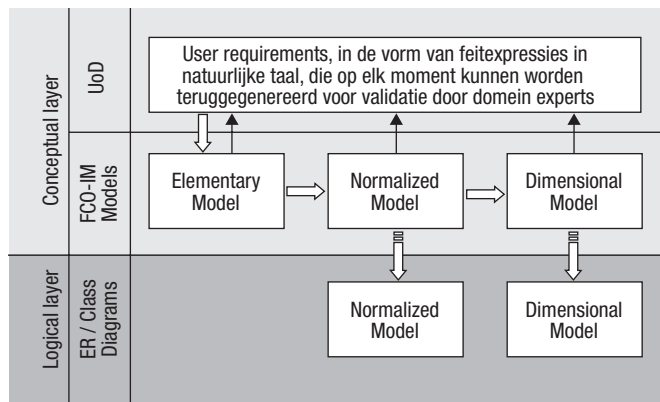 Conceptual layer
UoD
User requirements, in de vorm van feitexpressies in
natuurlijke taal, die op elk moment kunnen worden
teruggegenereerd voor validatie door domein experts
FCO-IM
Models
Elementary
Model
Normalized
Model
Dimensional
Model
Logical layer
ER / Class
Diagrams
Normalized
Model
Dimensional
Model